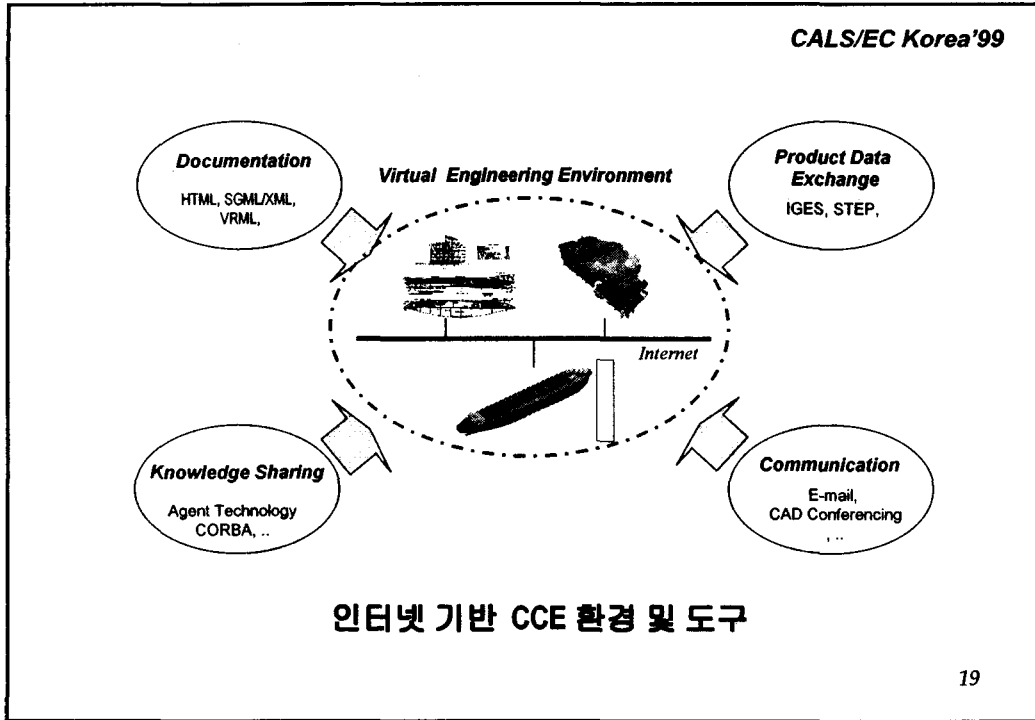 CALS/EC Korea'99
Documentation
HTML, SGML/XML,
VRML,
Virtual Engineering Environment
Product Data
Exchange
IGES, STEP,
Internet
Knowledge Sharing
Agent Technology
CORBA, ..
Communication
E-mail,
CAD Conferencing
, ..
인터넷 기반 CCE 환경 및 도구
19